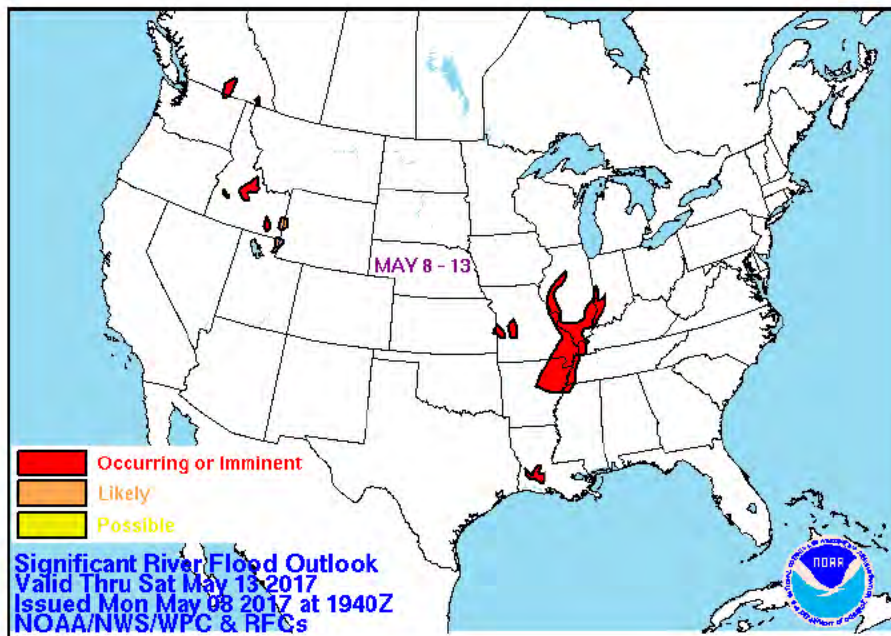 MAY 8 - 13
Occurring or Imminent
Likely
Possible
Significant River Flood Outlook
Valid Thru Sat May 13 2017
Issued Mon May 08 2017 at 1940Z
NOAA/NWS/WPC & RFCs
NOAA